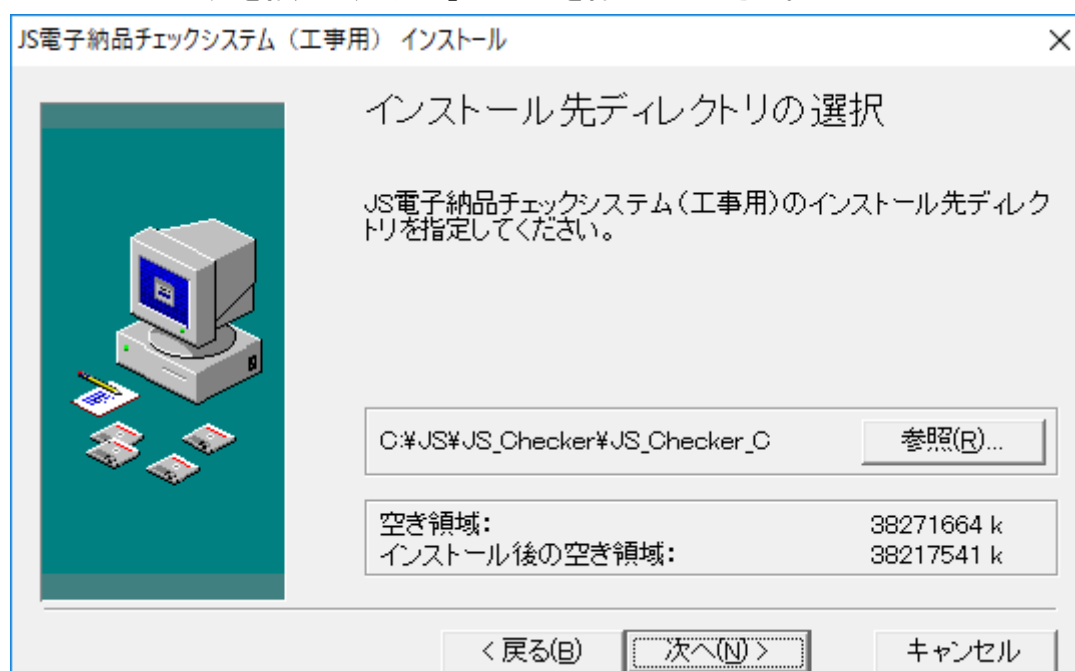 JS電子納品チェックシステム（工事用） インストール
インストール先ディレクトリの選択
JS電子納品チェックシステム(工事用)のインストール先ディレク
トリを指定してください。
C:¥JS¥JS_Checker¥JS_Checker_C
参照(R)...
空き領域: 38271664 k
インストール後の空き領域: 38217541 k
< 戻る(B)
次へ(N) >
キャンセル